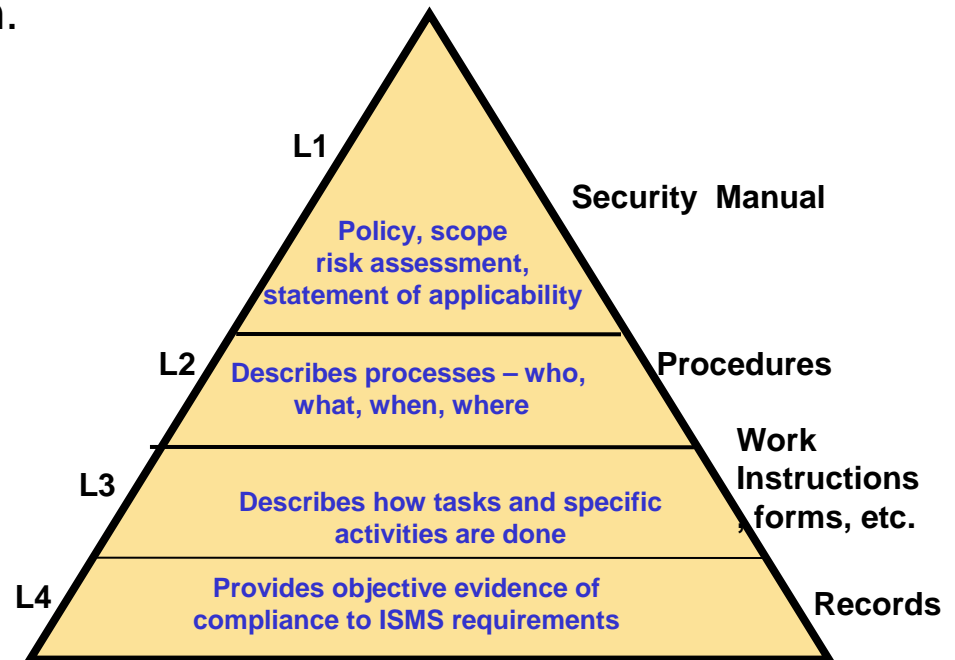 n.
L1
Security Manual
Policy, scope
risk assessment,
statement of applicability
L2
Describes processes – who,
what, when, where
Procedures
Work
Instructions
, forms, etc.
L3
Describes how tasks and specific
activities are done
L4
Provides objective evidence of
compliance to ISMS requirements
Records